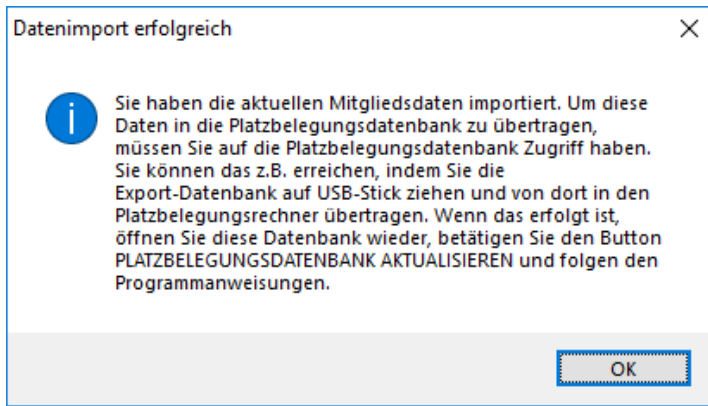 Datenimport erfolgreich
Sie haben die aktuellen Mitgliedsdaten importiert. Um diese
Daten in die Platzbelegungsdatenbank zu übertragen,
müssen Sie auf die Platzbelegungsdatenbank Zugriff haben.
Sie können das z.B. erreichen, indem Sie die
Export-Datenbank auf USB-Stick ziehen und von dort in den
Platzbelegungsrechner übertragen. Wenn das erfolgt ist,
öffnen Sie diese Datenbank wieder, betätigen Sie den Button
PLATZBELEGUNGSDATENBANK AKTUALISIEREN und folgen den
Programmanweisungen.
OK